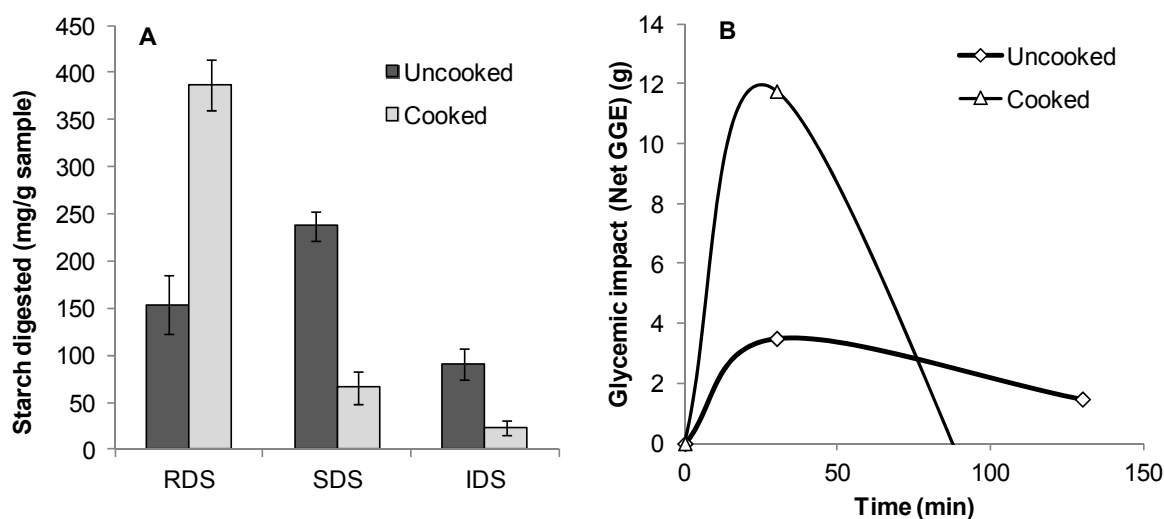 A
Starch digested (mg/g sample)
450
400
350
300
250
200
150
100
50
0
RDS
SDS
IDS
Uncooked
Cooked
B
Glycemic impact (Net GGE) (g)
14
12
10
8
6
4
2
0
0
50
100
150
Time (min)
Uncooked
Cooked